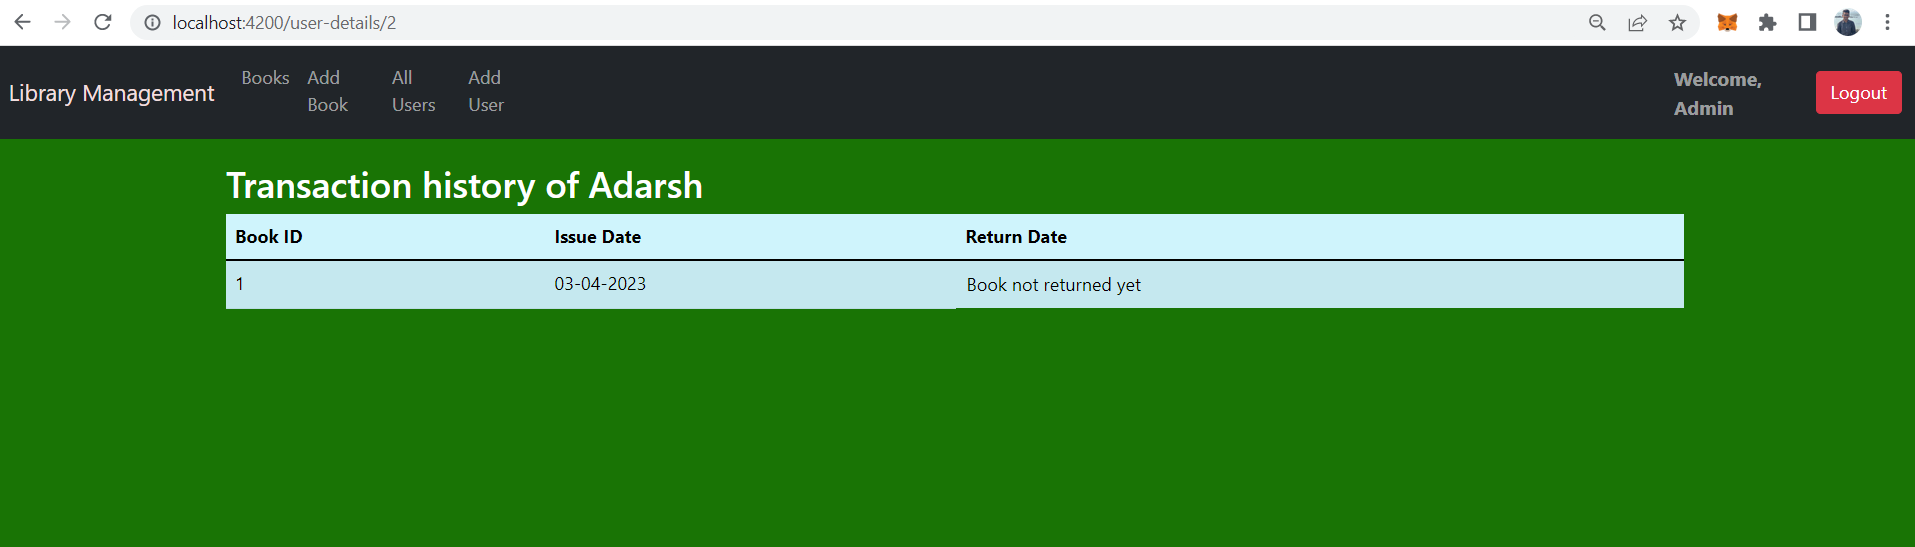 localhost:4200/user-details/2
Library Management
Books
Add
Book
All
Users
Add
User
Welcome,
Admin
Logout
Transaction history of Adarsh
Book ID Issue Date Return Date
1 03-04-2023 Book not returned yet